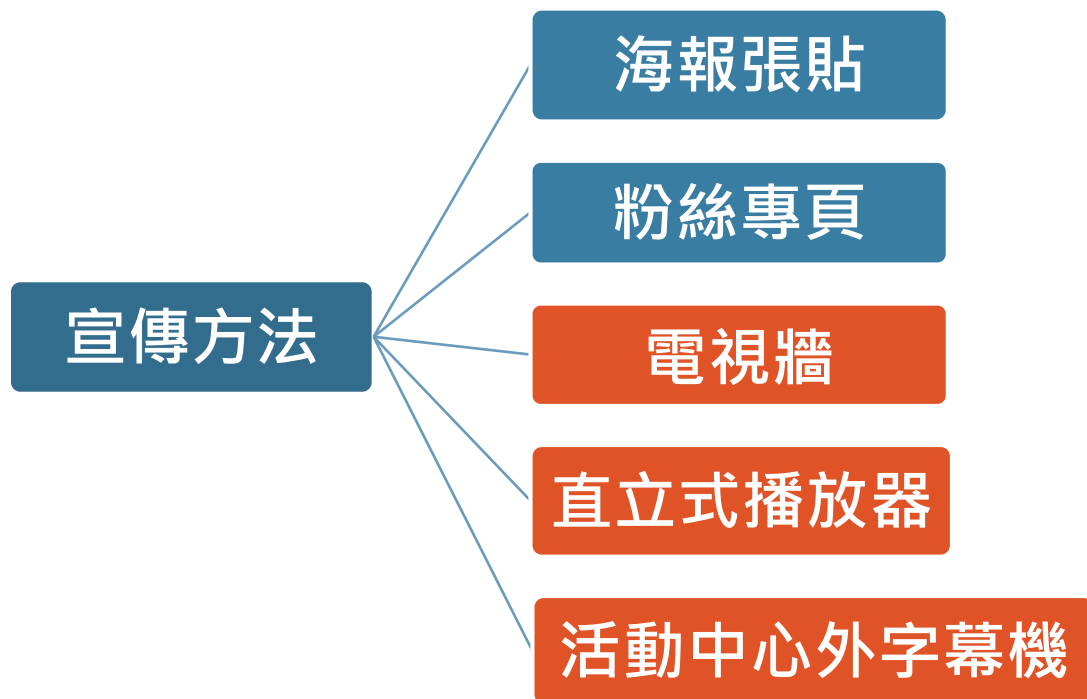 宣傳方法
海報張貼
粉絲專頁
電視牆
直立式播放器
活動中心外字幕機